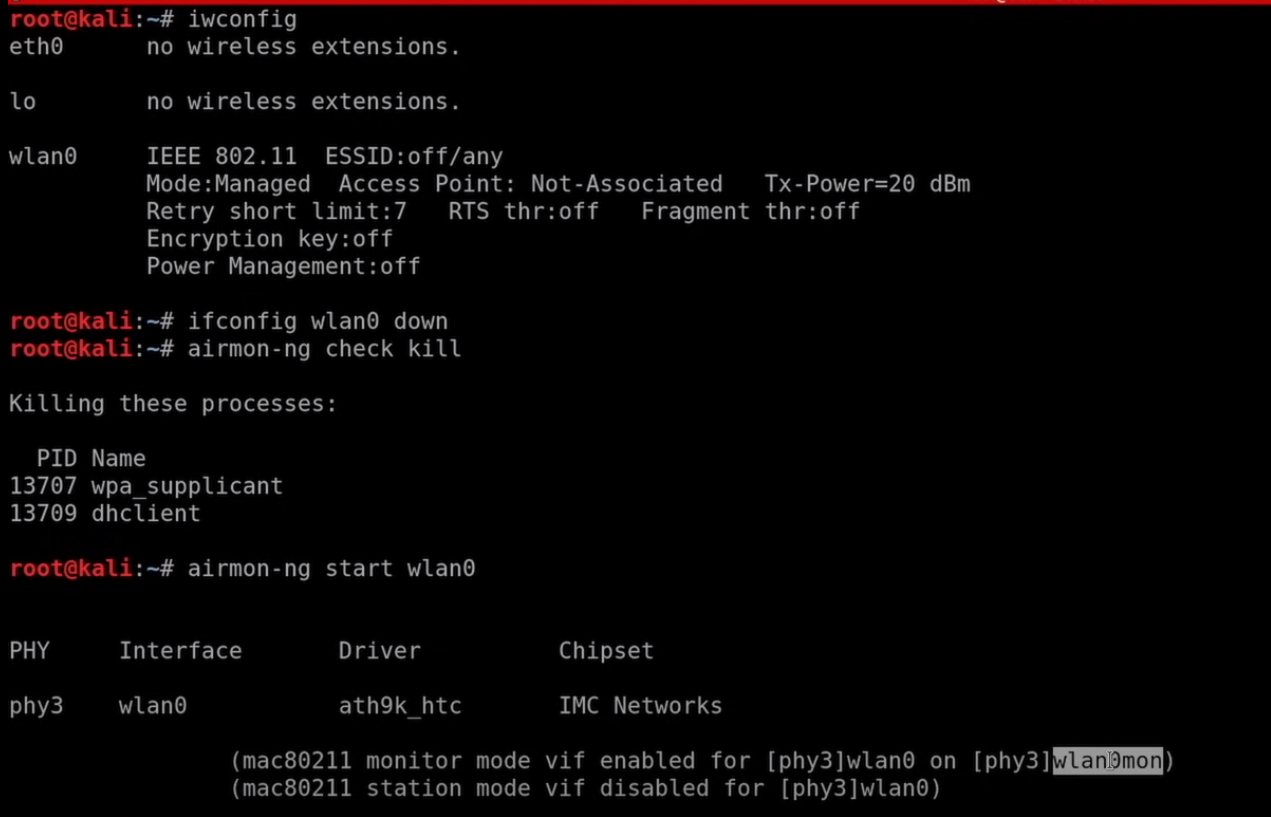 root@kali:~# iwconfig
eth0      no wireless extensions.
lo        no wireless extensions.
wlan0     IEEE 802.11  ESSID:off/any
          Mode:Managed  Access Point: Not-Associated   Tx-Power=20 dBm
          Retry short limit:7   RTS thr:off   Fragment thr:off
          Encryption key:off
          Power Management:off
root@kali:~# ifconfig wlan0 down
root@kali:~# airmon-ng check kill
Killing these processes:
  PID Name
13707 wpa_supplicant
13709 dhclient
root@kali:~# airmon-ng start wlan0
PHY     Interface       Driver          Chipset
phy3    wlan0           ath9k_htc       IMC Networks
                (mac80211 monitor mode vif enabled for [phy3]wlan0 on [phy3]wlan0mon)
                (mac80211 station mode vif disabled for [phy3]wlan0)